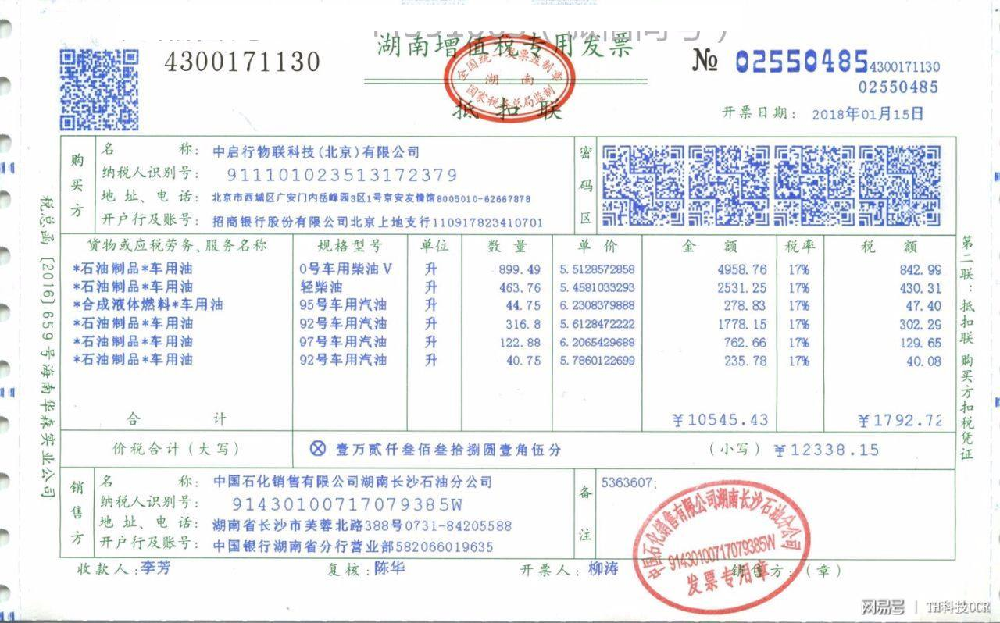 湖南增值税专用发票
4300171130
№ 02550485
4300171130
02550485
全国统一发票监制章
湖 南
国家税务总局监制
抵 扣 联
开票日期： 2018年01月15日
购买方
名 称： 中启行物联科技(北京)有限公司
纳税人识别号： 911101023513172379
地 址、电 话： 北京市西城区广安门内岳峰园3区1号京安友情馆8005010-62667878
开户行及账号： 招商银行股份有限公司北京上地支行110917823410701
密码区
货物或应税劳务、服务名称 规格型号 单位 数 量 单 价 金 额 税率 税 额
*石油制品*车用油 0号车用柴油Ⅴ 升 899.49 5.5128572858 4958.76 17% 842.99
*石油制品*车用油 轻柴油 升 463.76 5.4581033293 2531.25 17% 430.31
*合成液体燃料*车用油 95号车用汽油 升 44.75 6.2308379888 278.83 17% 47.40
*石油制品*车用油 92号车用汽油 升 316.8 5.6128472222 1778.15 17% 302.29
*石油制品*车用油 97号车用汽油 升 122.88 6.2065429688 762.66 17% 129.65
*石油制品*车用油 92号车用汽油 升 40.75 5.7860122699 235.78 17% 40.08
合 计 ￥10545.43 ￥1792.72
价税合计（大写） ⊗ 壹万贰仟叁佰叁拾捌圆壹角伍分 （小写） ￥12338.15
销售方
名 称： 中国石化销售有限公司湖南长沙石油分公司
纳税人识别号： 91430100717079385W
地 址、电 话： 湖南省长沙市芙蓉北路388号0731-84205588
开户行及账号： 中国银行湖南省分行营业部582066019635
备注
5363607;
收款人：李芳 复核：陈华 开票人：柳涛 销售方：（章）
中国石化销售有限公司湖南长沙石油分公司
91430100717079385W
发票专用章
税总函〔2016〕659号海南华森实业公司
第二联：抵扣联 购买方扣税凭证
网易号 | TH科技OCR